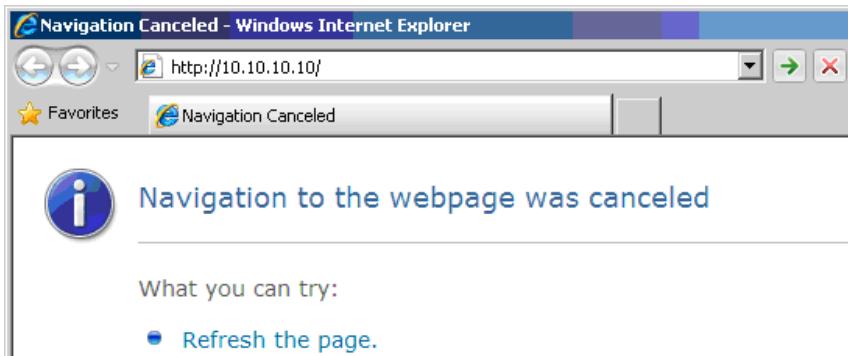 Navigation Canceled - Windows Internet Explorer
http://10.10.10.10/
Favorites
Navigation Canceled
Navigation to the webpage was canceled
What you can try:
Refresh the page.